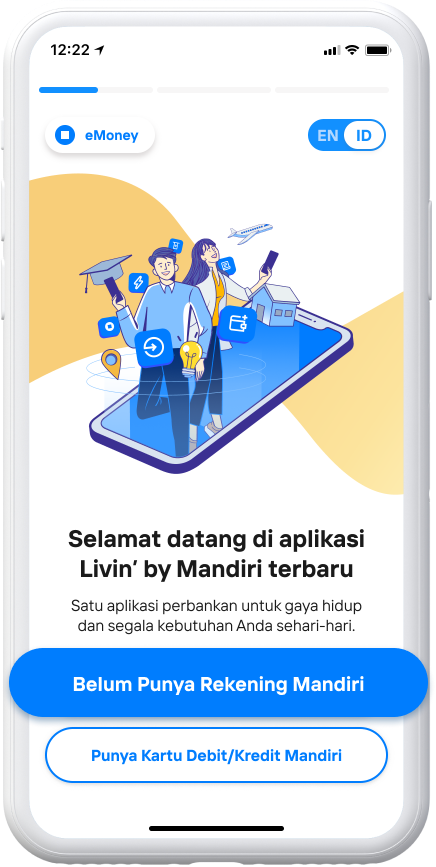 12:22
eMoney
EN ID
Selamat datang di aplikasi
Livin’ by Mandiri terbaru
Satu aplikasi perbankan untuk gaya hidup
dan segala kebutuhan Anda sehari-hari.
Belum Punya Rekening Mandiri
Punya Kartu Debit/Kredit Mandiri